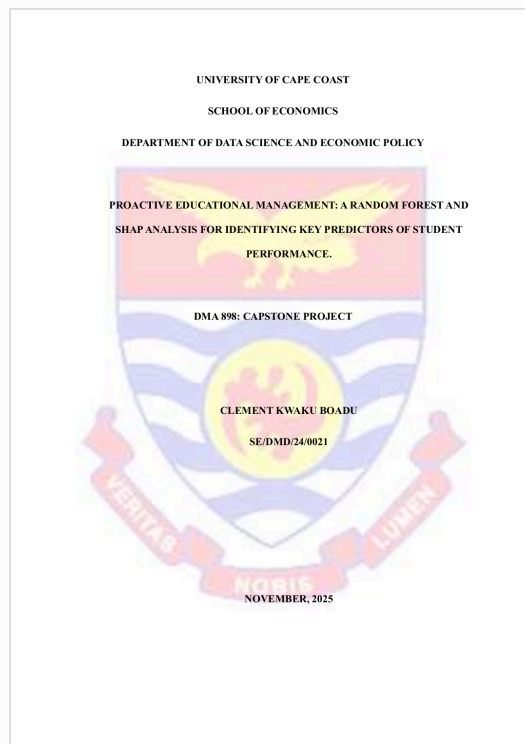 UNIVERSITY OF CAPE COAST
SCHOOL OF ECONOMICS
DEPARTMENT OF DATA SCIENCE AND ECONOMIC POLICY
PROACTIVE EDUCATIONAL MANAGEMENT: A RANDOM FOREST AND
SHAP ANALYSIS FOR IDENTIFYING KEY PREDICTORS OF STUDENT
PERFORMANCE.
DMA 898: CAPSTONE PROJECT
CLEMENT KWAKU BOADU
SE/DMD/24/0021
VERITAS
NOBIS
LUMEN
NOVEMBER, 2025